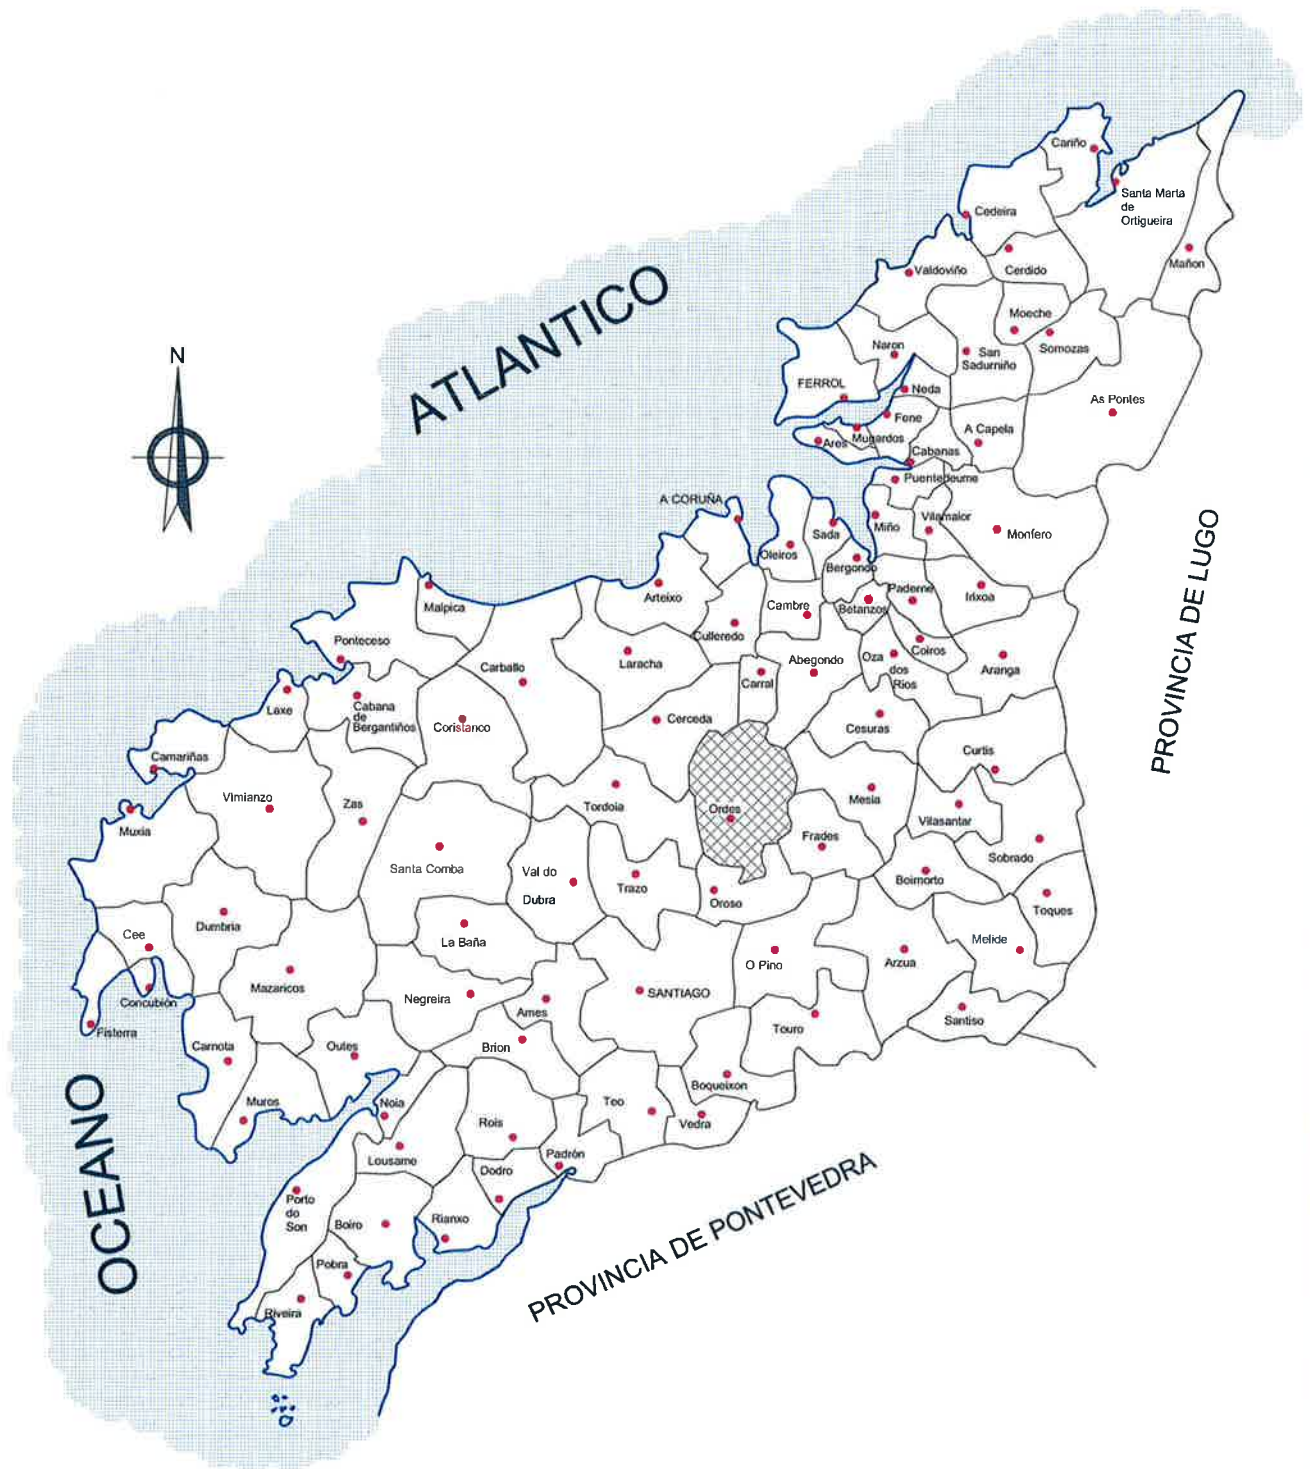 Cariño
Santa Marta
de
Ortigueira
Cedeira
Mañon
Valdoviño
Cerdido
Moeche
Somozas
Naron
San
Sadurniño
FERROL
Neda
As Pontes
Fene
A Capela
Ares
Mugardos
Cabanas
Puentedeume
ATLANTICO
N
A CORUÑA
Oleiros
Sada
Miño
Vilamaior
Monfero
Bergondo
PROVINCIA DE LUGO
Malpica
Arteixo
Cambre
Betanzos
Paderne
Irixoa
Culleredo
Ponteceso
Carballo
Laracha
Carral
Abegondo
Oza
dos
Rios
Coiros
Aranga
Laxe
Cabana
de
Bergantiños
Coristanco
Cerceda
Cesuras
Curtis
Camariñas
Vimianzo
Zas
Tordoia
Ordes
Mesia
Vilasantar
Muxia
Frades
Sobrado
Santa Comba
Val do
Dubra
Trazo
Oroso
Boimorto
Toques
Dumbria
Cee
La Baña
O Pino
Arzua
Melide
Mazaricos
Negreira
SANTIAGO
Concubión
Ames
Touro
Santiso
Fisterra
Carnota
Outes
Brion
Boqueixon
Muros
Noia
Teo
Vedra
Rois
Lousame
Padrón
Dodro
OCEANO
Porto
do
Son
Boiro
Rianxo
PROVINCIA DE PONTEVEDRA
Pobra
Riveira